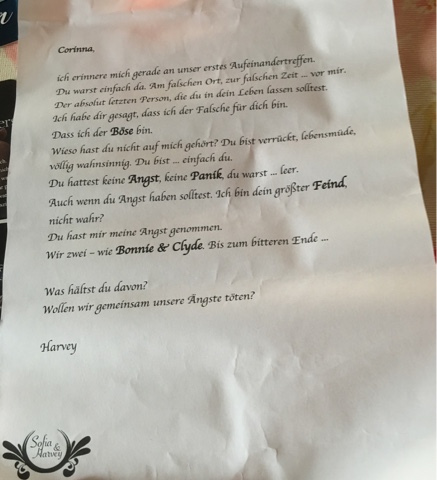 Corinna,
ich erinnere mich gerade an unser erstes Aufeinandertreffen.
Du warst einfach da. Am falschen Ort, zur falschen Zeit ... vor mir.
Der absolut letzten Person, die du in dein Leben lassen solltest.
Ich habe dir gesagt, dass ich der Falsche für dich bin.
Dass ich der Böse bin.
Wieso hast du nicht auf mich gehört? Du bist verrückt, lebensmüde,
völlig wahnsinnig. Du bist ... einfach du.
Du hattest keine Angst, keine Panik, du warst ... leer.
Auch wenn du Angst haben solltest. Ich bin dein größter Feind,
nicht wahr?
Du hast mir meine Angst genommen.
Wir zwei – wie Bonnie & Clyde. Bis zum bitteren Ende ...
Was hältst du davon?
Wollen wir gemeinsam unsere Ängste töten?
Harvey
Sofia
&
Harvey